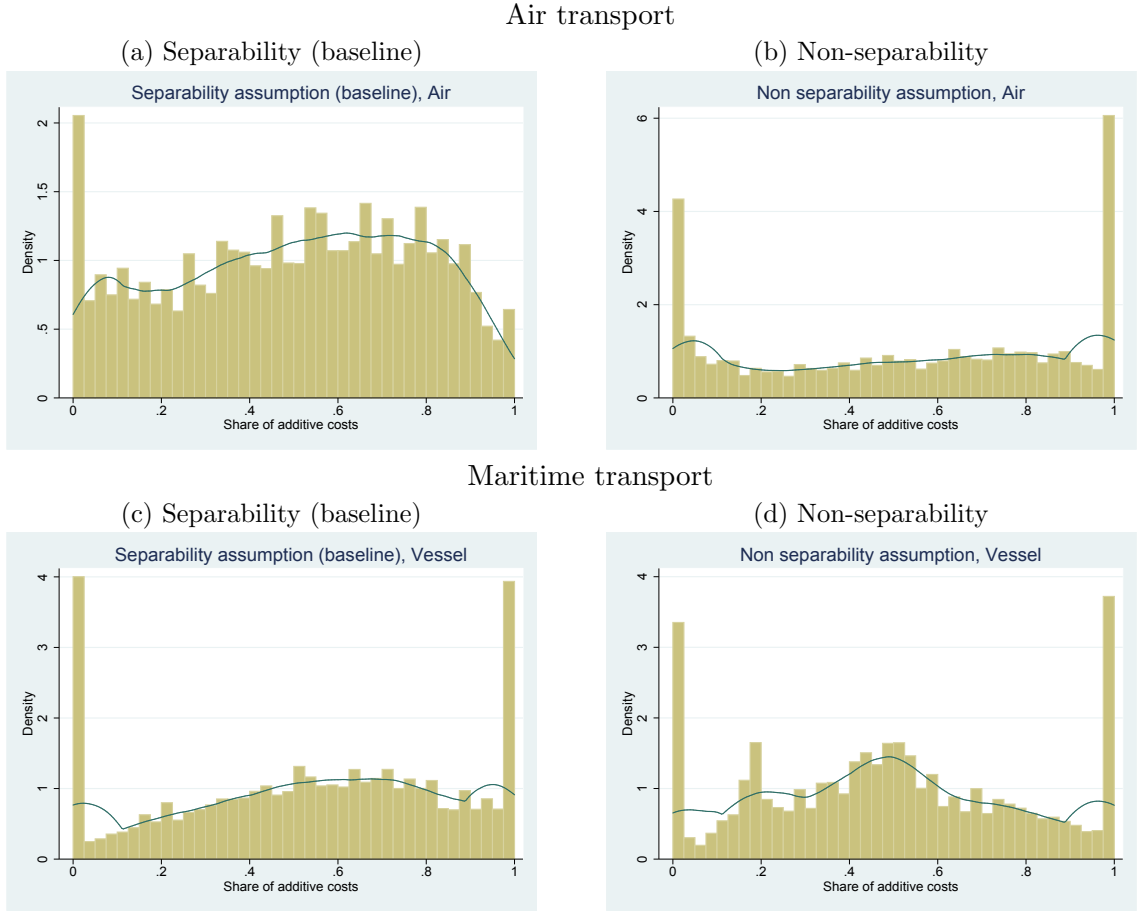 Air transport
(a) Separability (baseline)
(b) Non-separability
Separability assumption (baseline), Air
Density
0
.5
1
1.5
2
0
.2
.4
.6
.8
1
Share of additive costs
Non separability assumption, Air
Density
0
2
4
6
0
.2
.4
.6
.8
1
Share of additive costs
Maritime transport
(c) Separability (baseline)
(d) Non-separability
Separability assumption (baseline), Vessel
Density
0
1
2
3
4
0
.2
.4
.6
.8
1
Share of additive costs
Non separability assumption, Vessel
Density
0
1
2
3
4
0
.2
.4
.6
.8
1
Share of additive costs